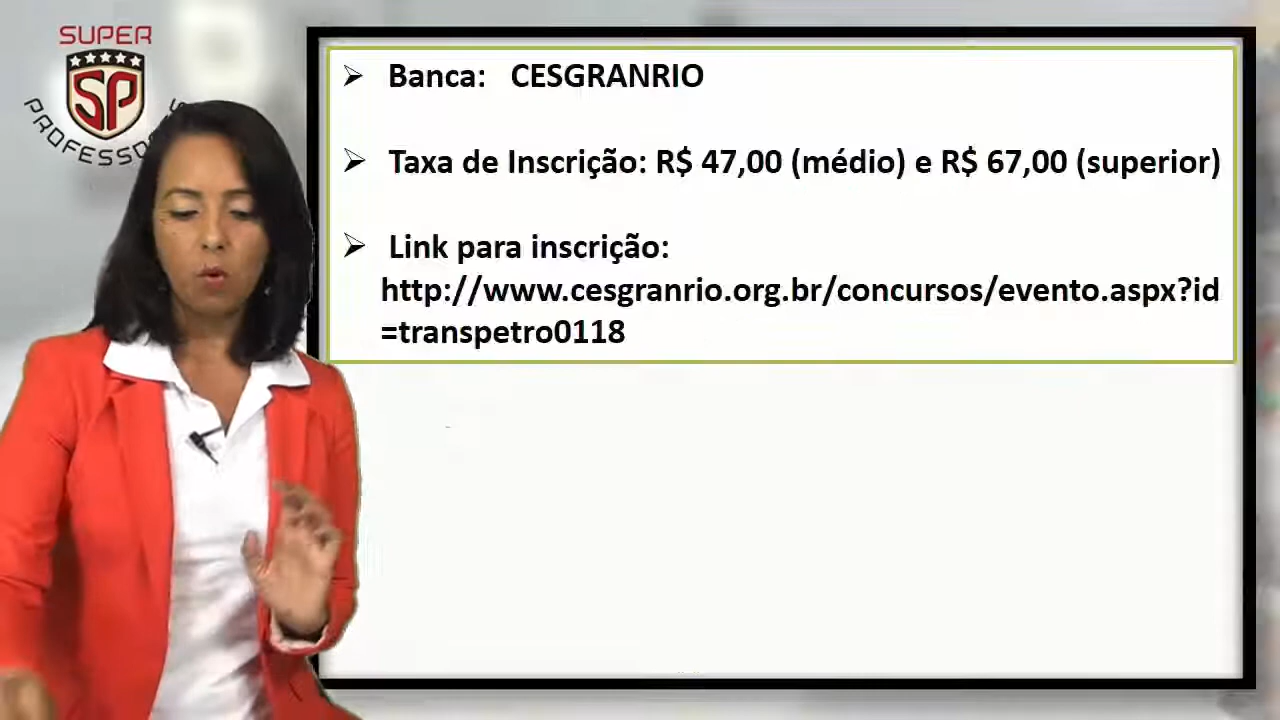 SUPER
SP
PROFESSO
S
Banca: CESGRANRIO
Taxa de Inscrição: R$ 47,00 (médio) e R$ 67,00 (superior)
Link para inscrição:
http://www.cesgranrio.org.br/concursos/evento.aspx?id
=transpetro0118